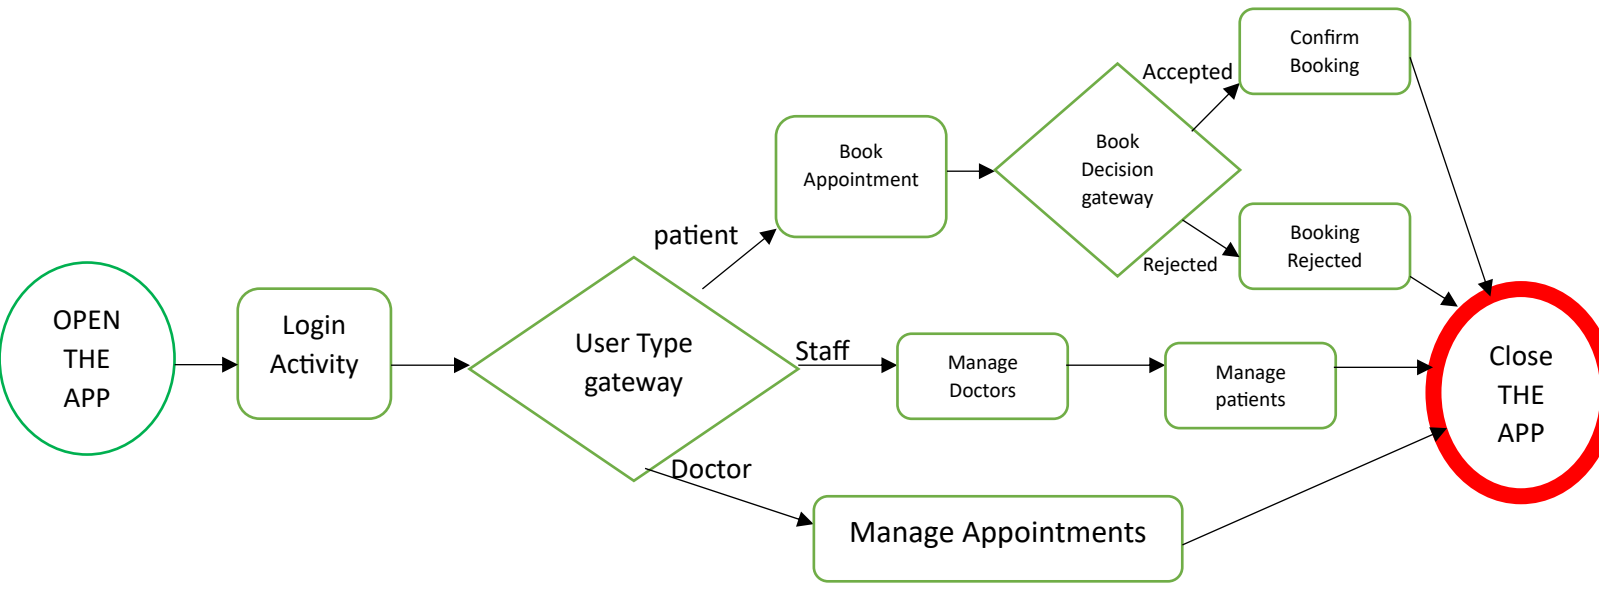 OPEN
THE
APP
Login
Activity
User Type
gateway
patient
Book
Appointment
Book
Decision
gateway
Accepted
Confirm
Booking
Rejected
Booking
Rejected
Staff
Manage
Doctors
Manage
patients
Doctor
Manage Appointments
Close
THE
APP